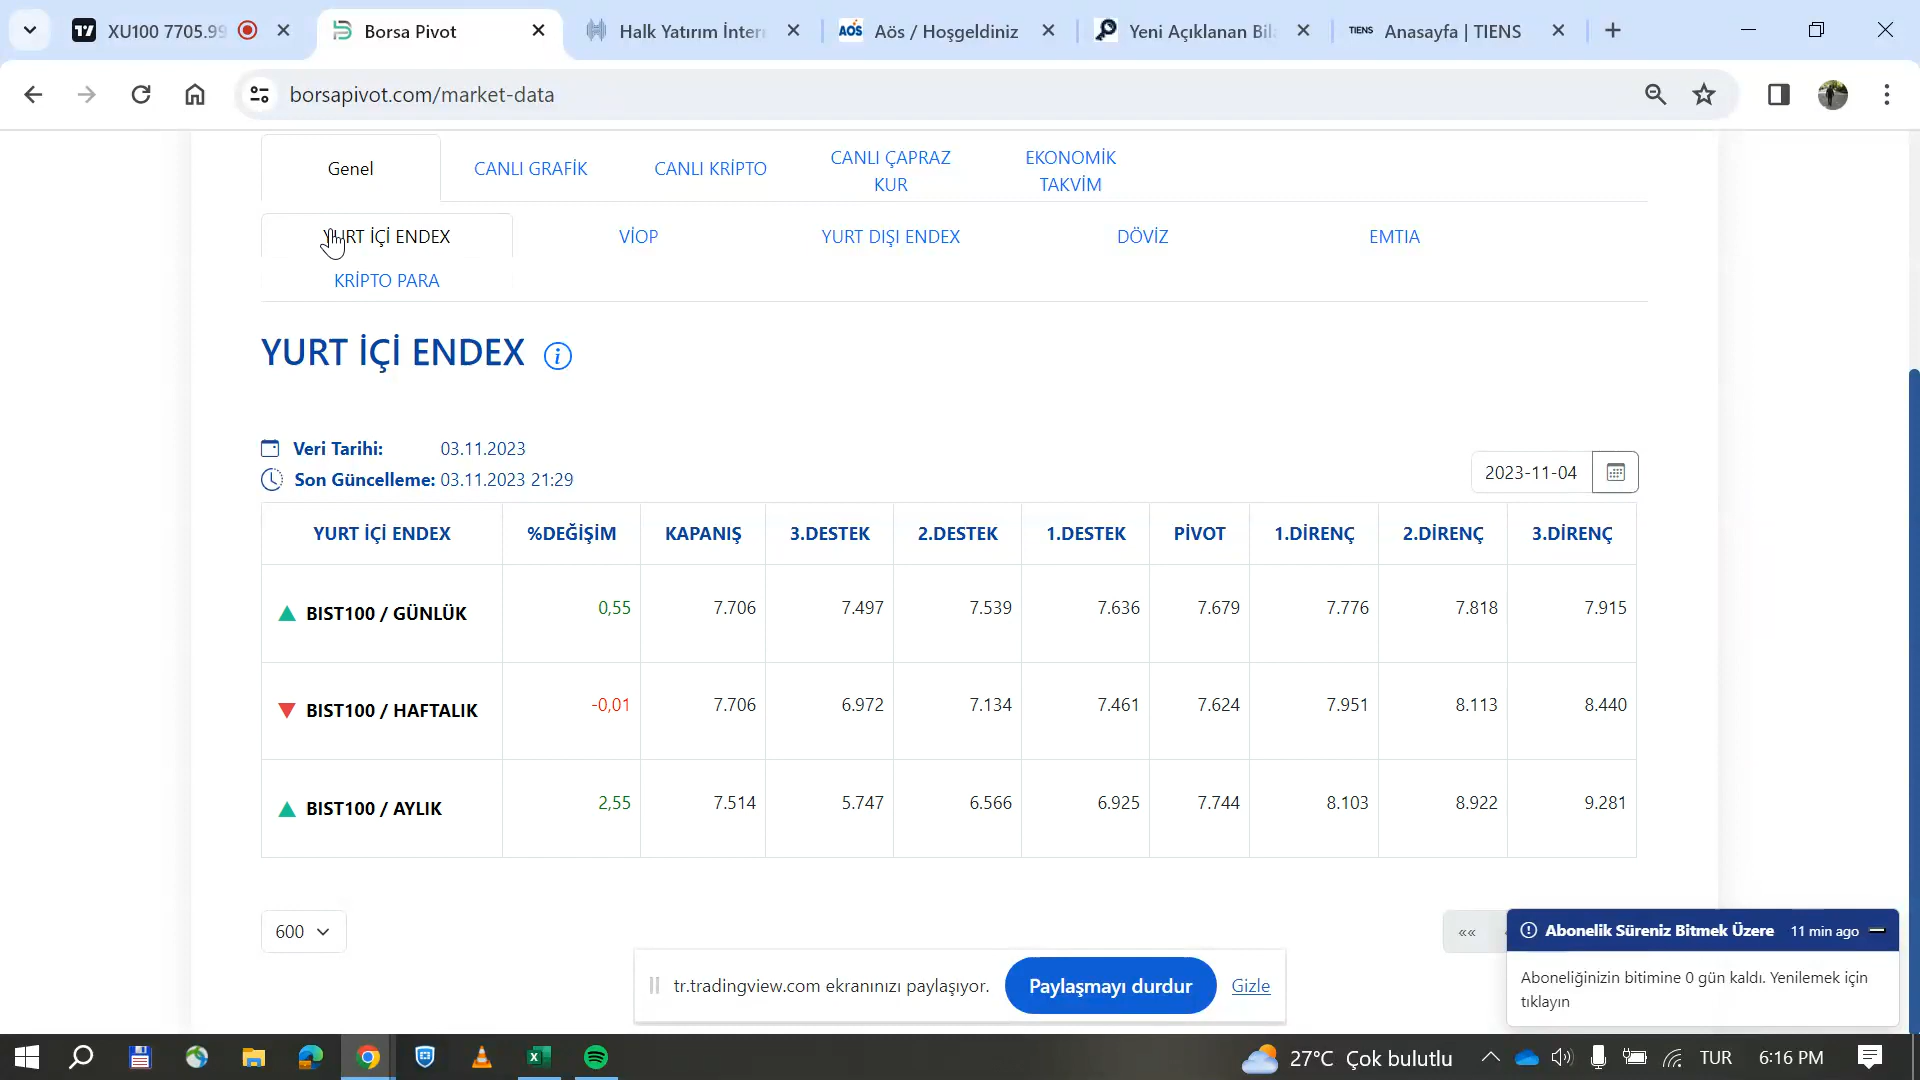 XU100 7705.99
Borsa Pivot
Halk Yatırım Inter
AÖS
Aös / Hoşgeldiniz
Yeni Açıklanan Bil
TIENS
Anasayfa | TIENS
borsapivot.com/market-data
Genel
CANLI GRAFİK
CANLI KRİPTO
CANLI ÇAPRAZ
KUR
EKONOMİK
TAKVİM
YURT İÇİ ENDEX
VİOP
YURT DIŞI ENDEX
DÖVİZ
EMTIA
KRİPTO PARA
YURT İÇİ ENDEX
Veri Tarihi: 03.11.2023
Son Güncelleme: 03.11.2023 21:29
2023-11-04
YURT İÇİ ENDEX %DEĞİŞİM KAPANIŞ 3.DESTEK 2.DESTEK 1.DESTEK PİVOT 1.DİRENÇ 2.DİRENÇ 3.DİRENÇ
BIST100 / GÜNLÜK 0,55 7.706 7.497 7.539 7.636 7.679 7.776 7.818 7.915
BIST100 / HAFTALIK -0,01 7.706 6.972 7.134 7.461 7.624 7.951 8.113 8.440
BIST100 / AYLIK 2,55 7.514 5.747 6.566 6.925 7.744 8.103 8.922 9.281
600
««
Abonelik Süreniz Bitmek Üzere 11 min ago
Aboneliğinizin bitimine 0 gün kaldı. Yenilemek için
tıklayın
tr.tradingview.com ekranınızı paylaşıyor.
Paylaşmayı durdur
Gizle
27°C Çok bulutlu
TUR
6:16 PM